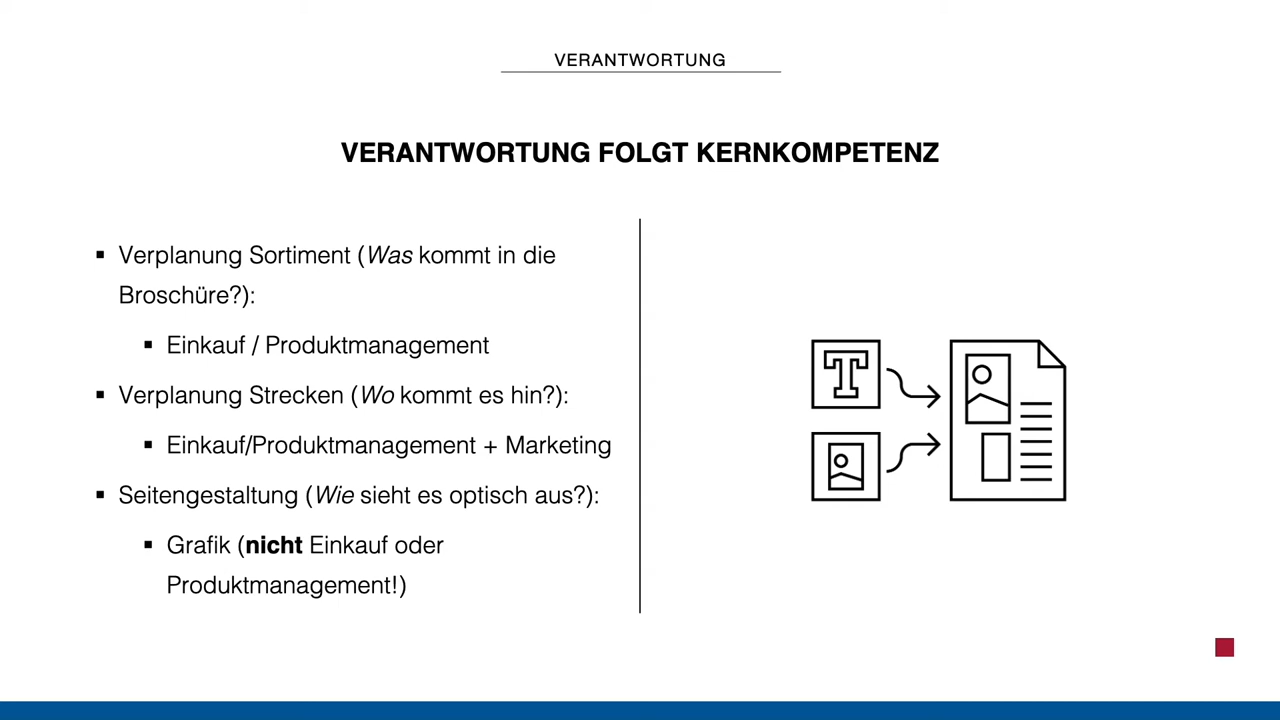 VERANTWORTUNG
VERANTWORTUNG FOLGT KERNKOMPETENZ
▪ Verplanung Sortiment (Was kommt in die
Broschüre?):
▪ Einkauf / Produktmanagement
▪ Verplanung Strecken (Wo kommt es hin?):
▪ Einkauf/Produktmanagement + Marketing
▪ Seitengestaltung (Wie sieht es optisch aus?):
▪ Grafik (nicht Einkauf oder
Produktmanagement!)
T